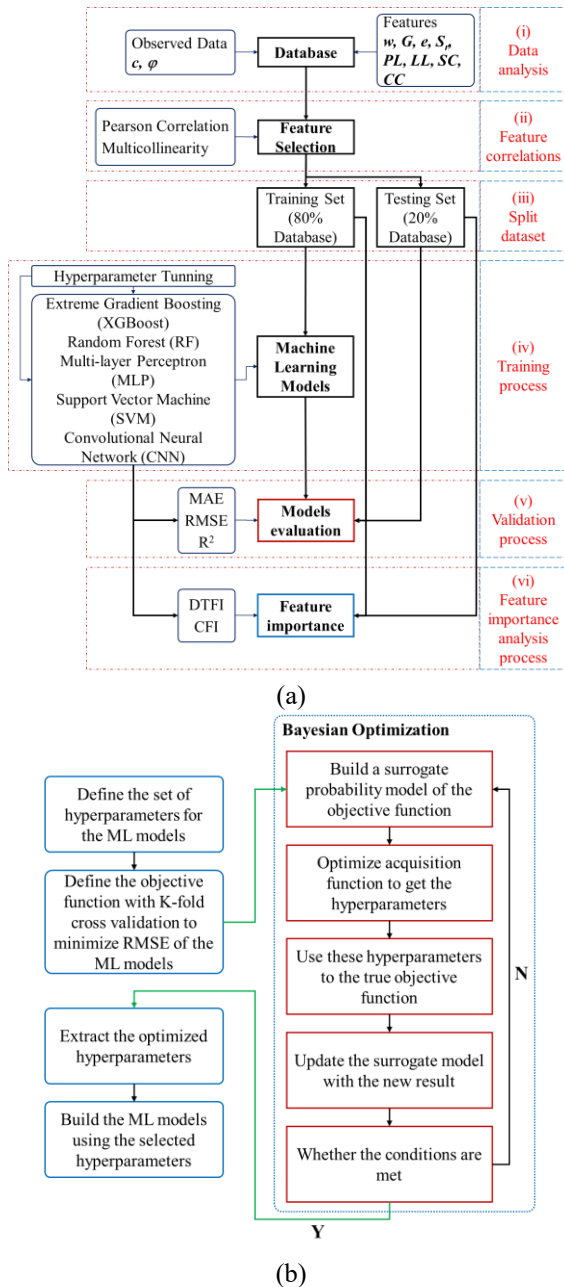 Observed Data
c, φ
Database
Features
w, G, e, Sr,
PL, LL, SC,
CC
(i)
Data
analysis
Pearson Correlation
Multicollinearity
Feature
Selection
(ii)
Feature
correlations
Training Set
(80%
Database)
Testing Set
(20%
Database)
(iii)
Split
dataset
Hyperparameter Tunning
Extreme Gradient Boosting
(XGBoost)
Random Forest (RF)
Multi-layer Perceptron
(MLP)
Support Vector Machine
(SVM)
Convolutional Neural
Network (CNN)
Machine
Learning
Models
(iv)
Training
process
MAE
RMSE
R²
Models
evaluation
(v)
Validation
process
DTFI
CFI
Feature
importance
(vi)
Feature
importance
analysis
process
(a)
Bayesian Optimization
Define the set of
hyperparameters for
the ML models
Define the objective
function with K-fold
cross validation to
minimize RMSE of the
ML models
Build a surrogate
probability model of the
objective function
Optimize acquisition
function to get the
hyperparameters
Use these hyperparameters
to the true objective
function
Update the surrogate model
with the new result
Whether the conditions are
met
N
Y
Extract the optimized
hyperparameters
Build the ML models
using the selected
hyperparameters
(b)